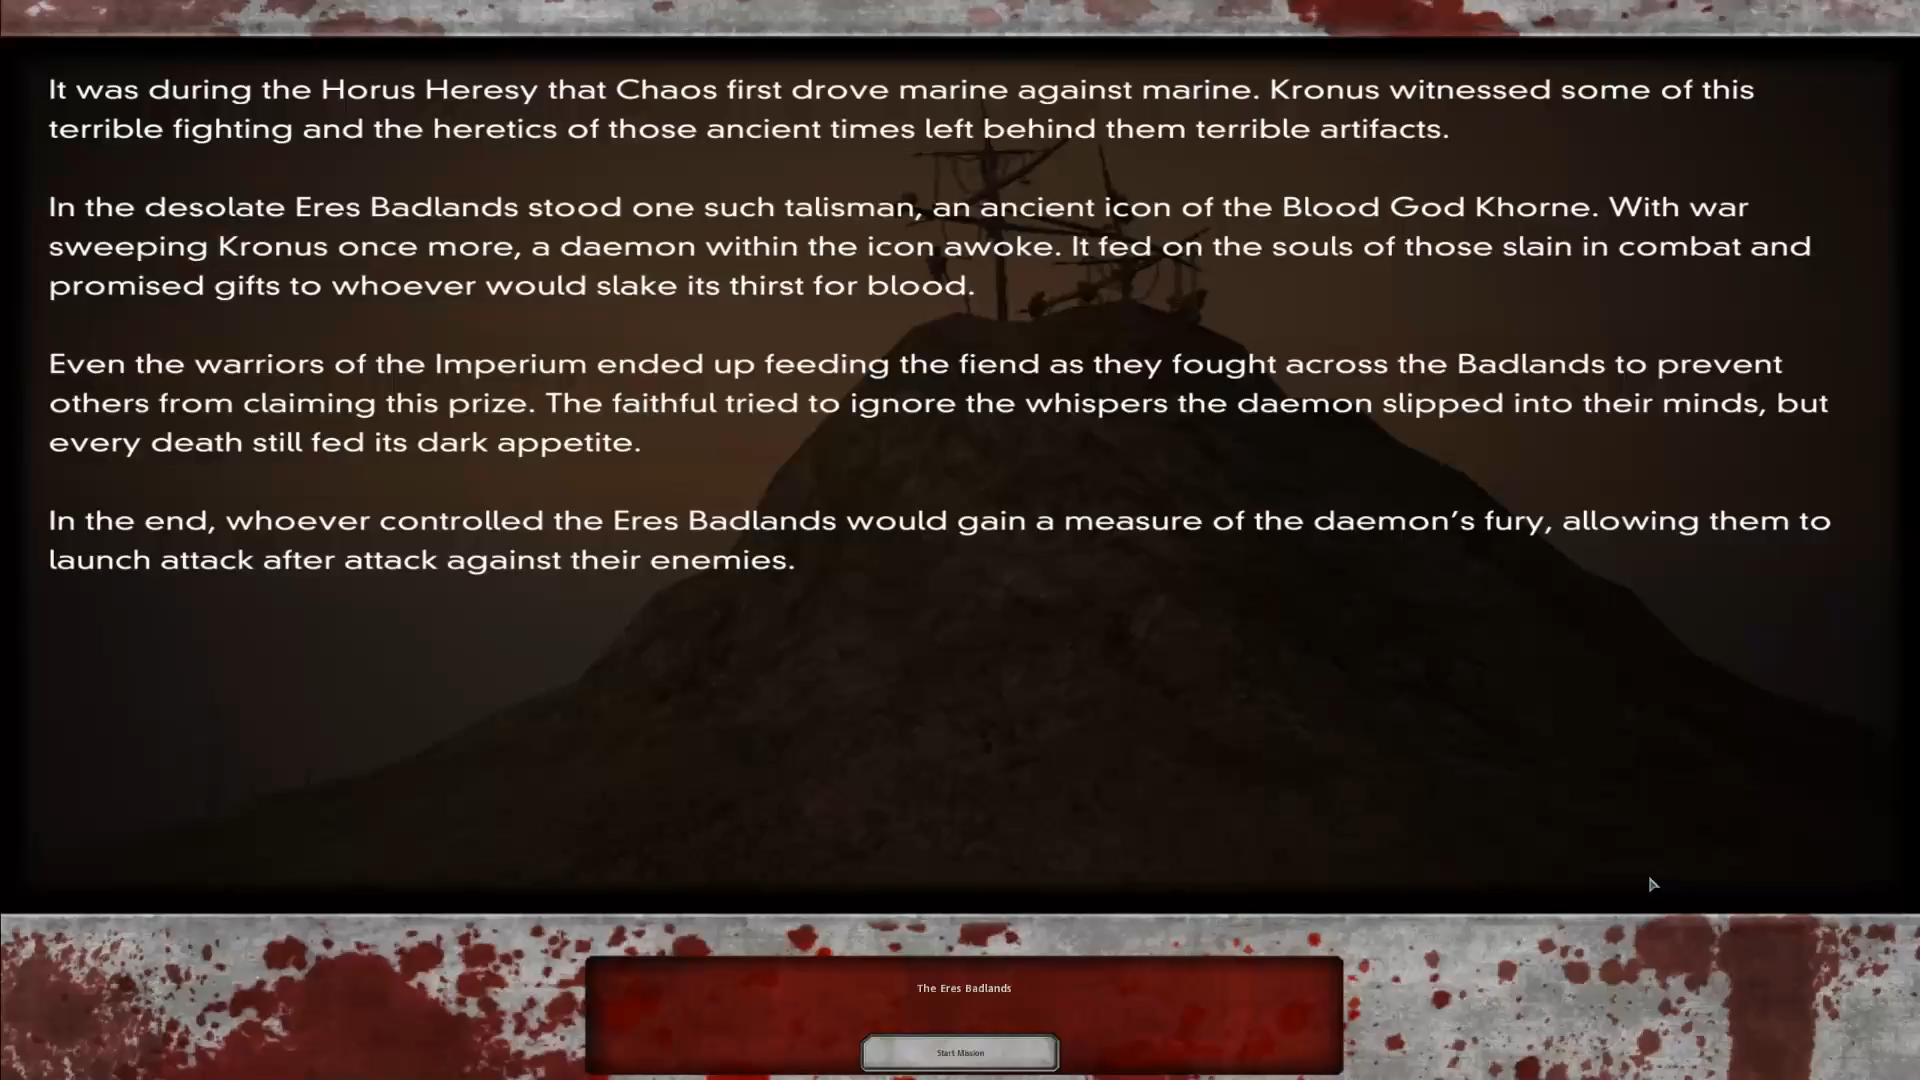 It was during the Horus Heresy that Chaos first drove marine against marine. Kronus witnessed some of this
terrible fighting and the heretics of those ancient times left behind them terrible artifacts.
In the desolate Eres Badlands stood one such talisman, an ancient icon of the Blood God Khorne. With war
sweeping Kronus once more, a daemon within the icon awoke. It fed on the souls of those slain in combat and
promised gifts to whoever would slake its thirst for blood.
Even the warriors of the Imperium ended up feeding the fiend as they fought across the Badlands to prevent
others from claiming this prize. The faithful tried to ignore the whispers the daemon slipped into their minds, but
every death still fed its dark appetite.
In the end, whoever controlled the Eres Badlands would gain a measure of the daemon’s fury, allowing them to
launch attack after attack against their enemies.
The Eres Badlands
Start Mission